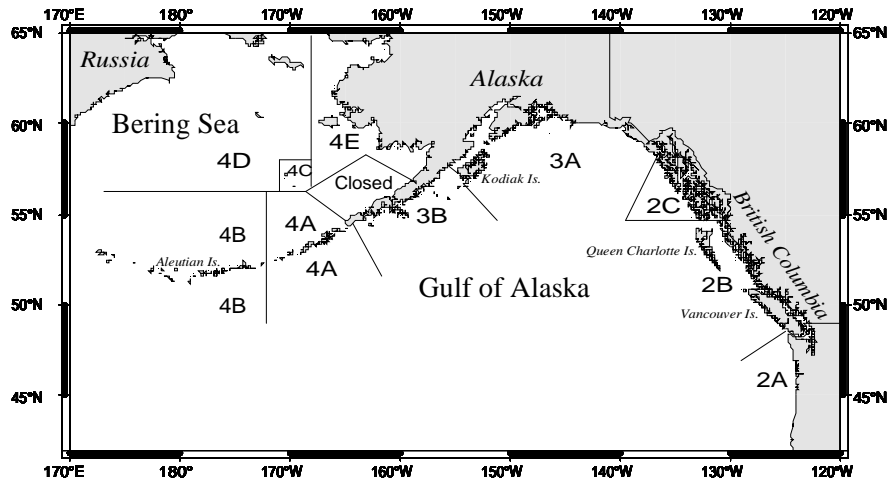 170°E 180° 170°W 160°W 150°W 140°W 130°W 120°W
65°N 65°N
Russia
Alaska
60°N 60°N
Bering Sea
4E
4D 4C 3A
Closed
Kodiak Is.
55°N 55°N
4B 4A 3B 2C
British Columbia
Queen Charlotte Is.
Aleutian Is. 4A
2B
Gulf of Alaska
50°N 50°N
4B
Vancouver Is.
2A
45°N 45°N
170°E 180° 170°W 160°W 150°W 140°W 130°W 120°W